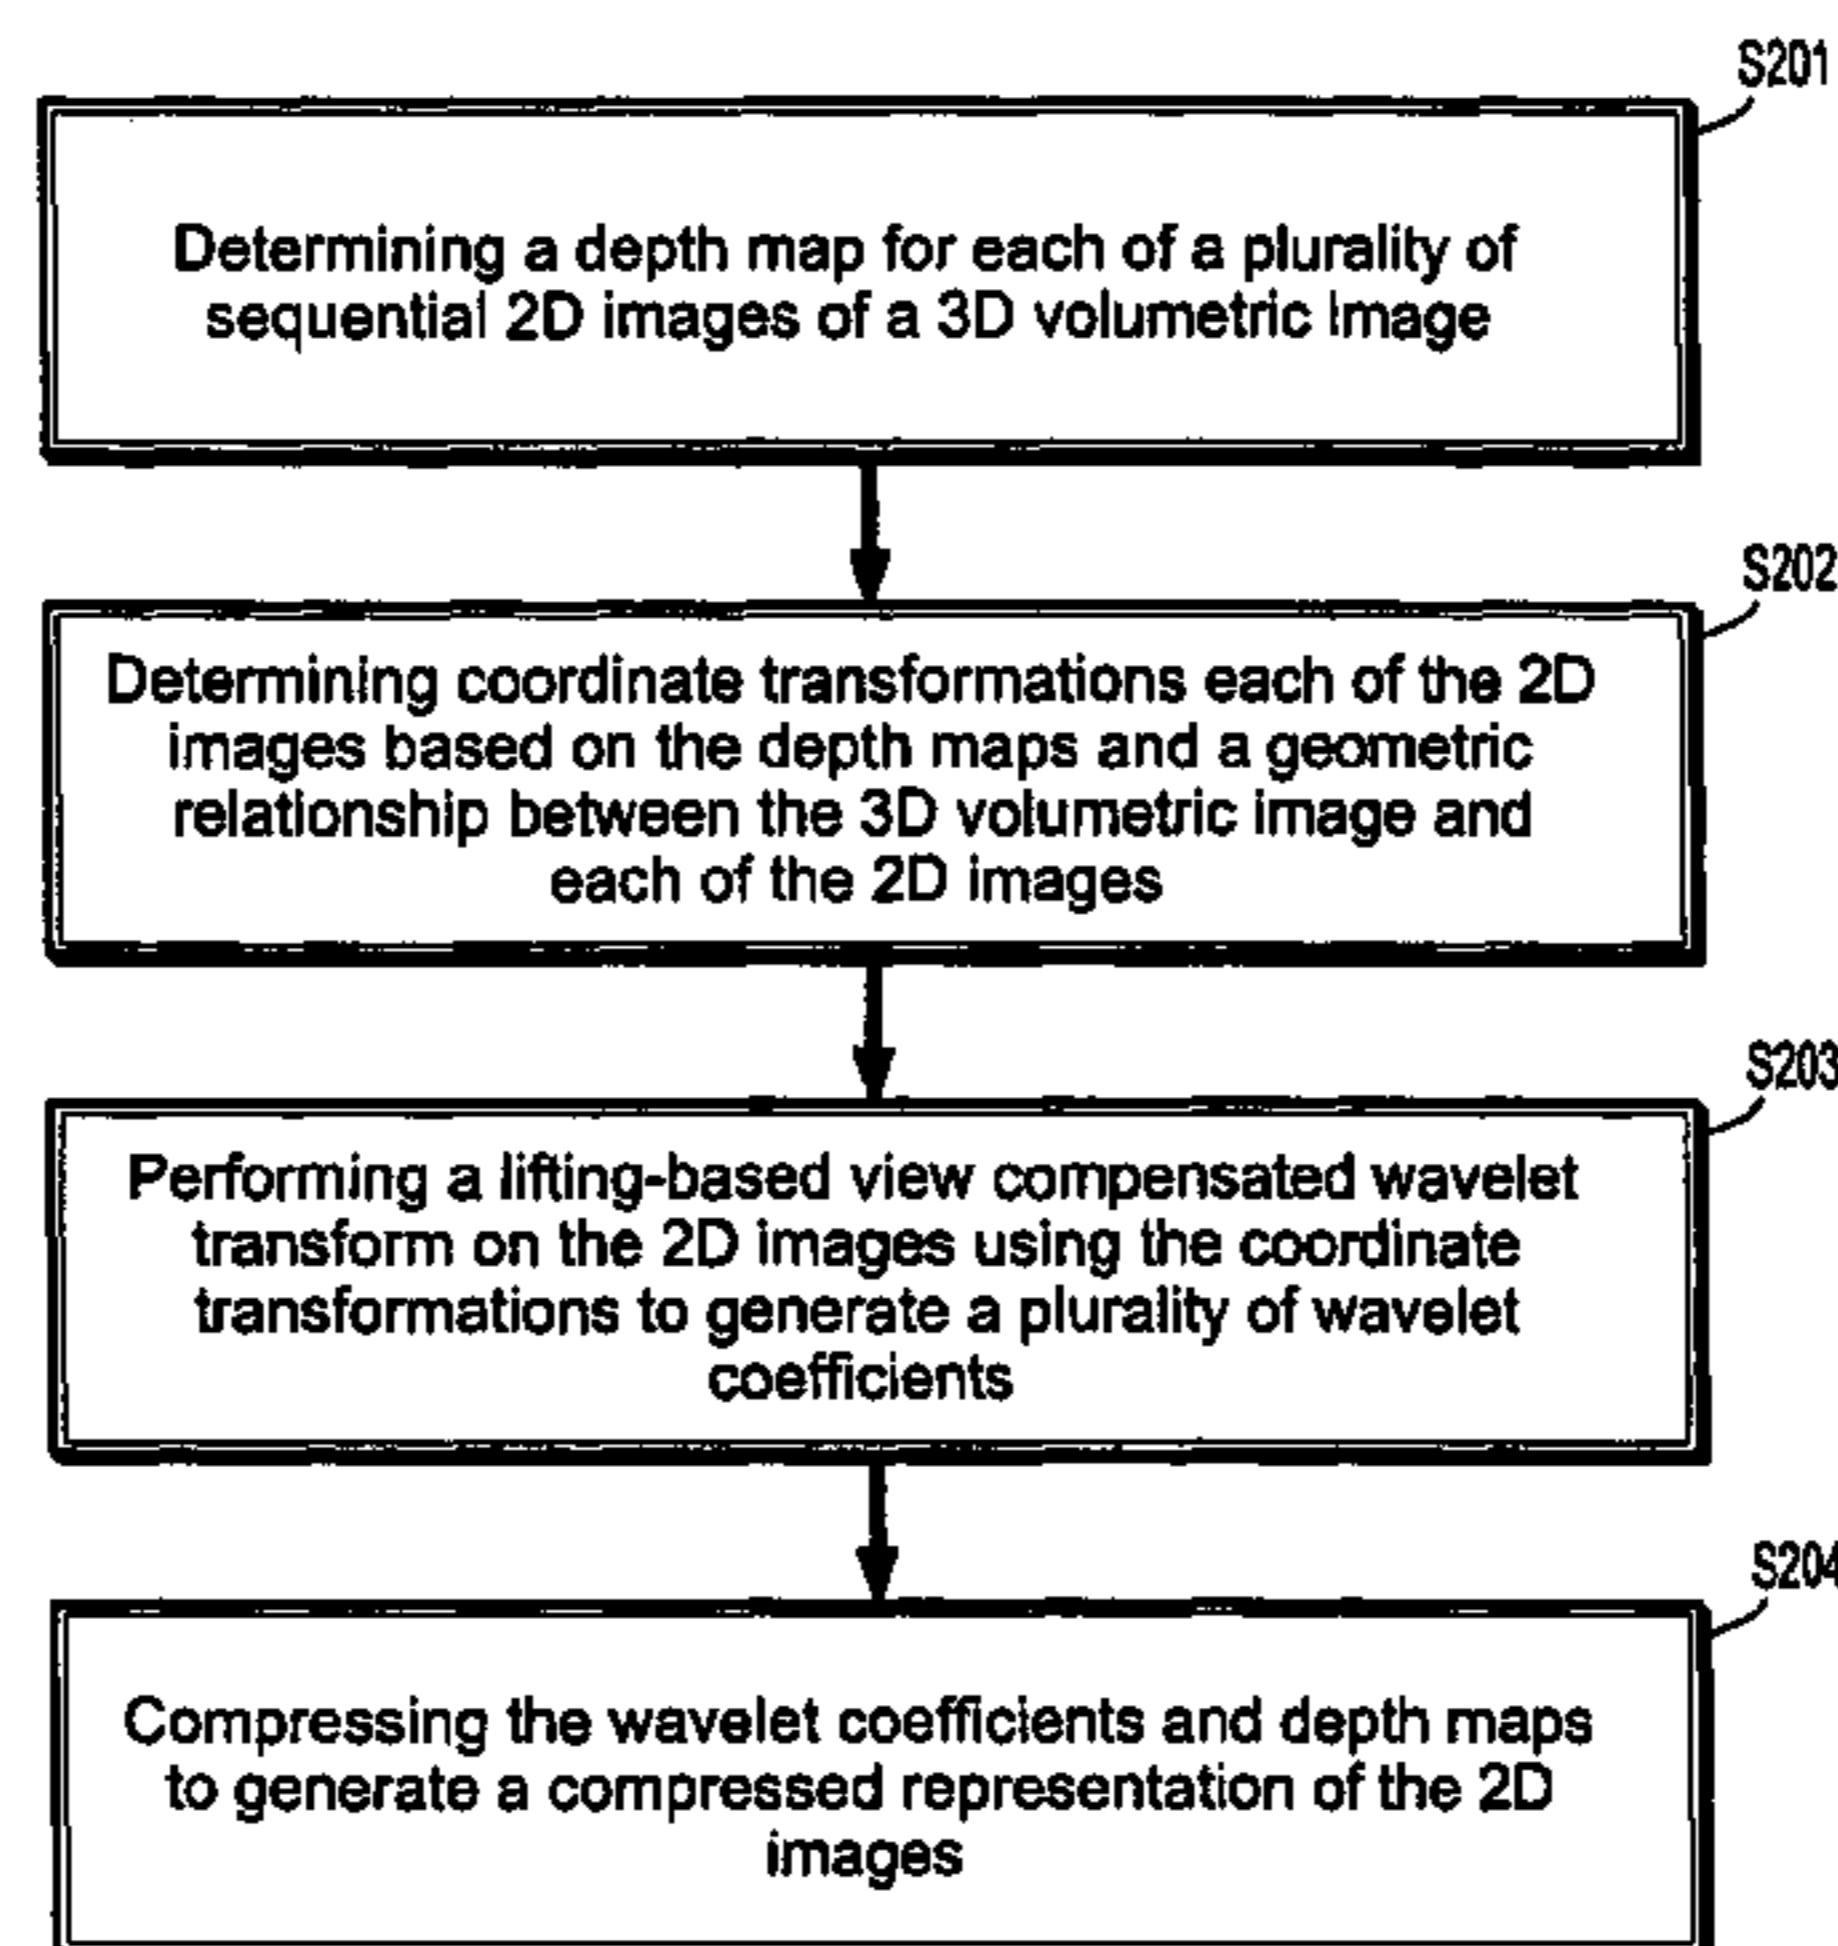 S201
Determining a depth map for each of a plurality of
sequential 2D images of a 3D volumetric image
S202
Determining coordinate transformations each of the 2D
images based on the depth maps and a geometric
relationship between the 3D volumetric image and
each of the 2D images
S203
Performing a lifting-based view compensated wavelet
transform on the 2D images using the coordinate
transformations to generate a plurality of wavelet
coefficients
S204
Compressing the wavelet coefficients and depth maps
to generate a compressed representation of the 2D
images